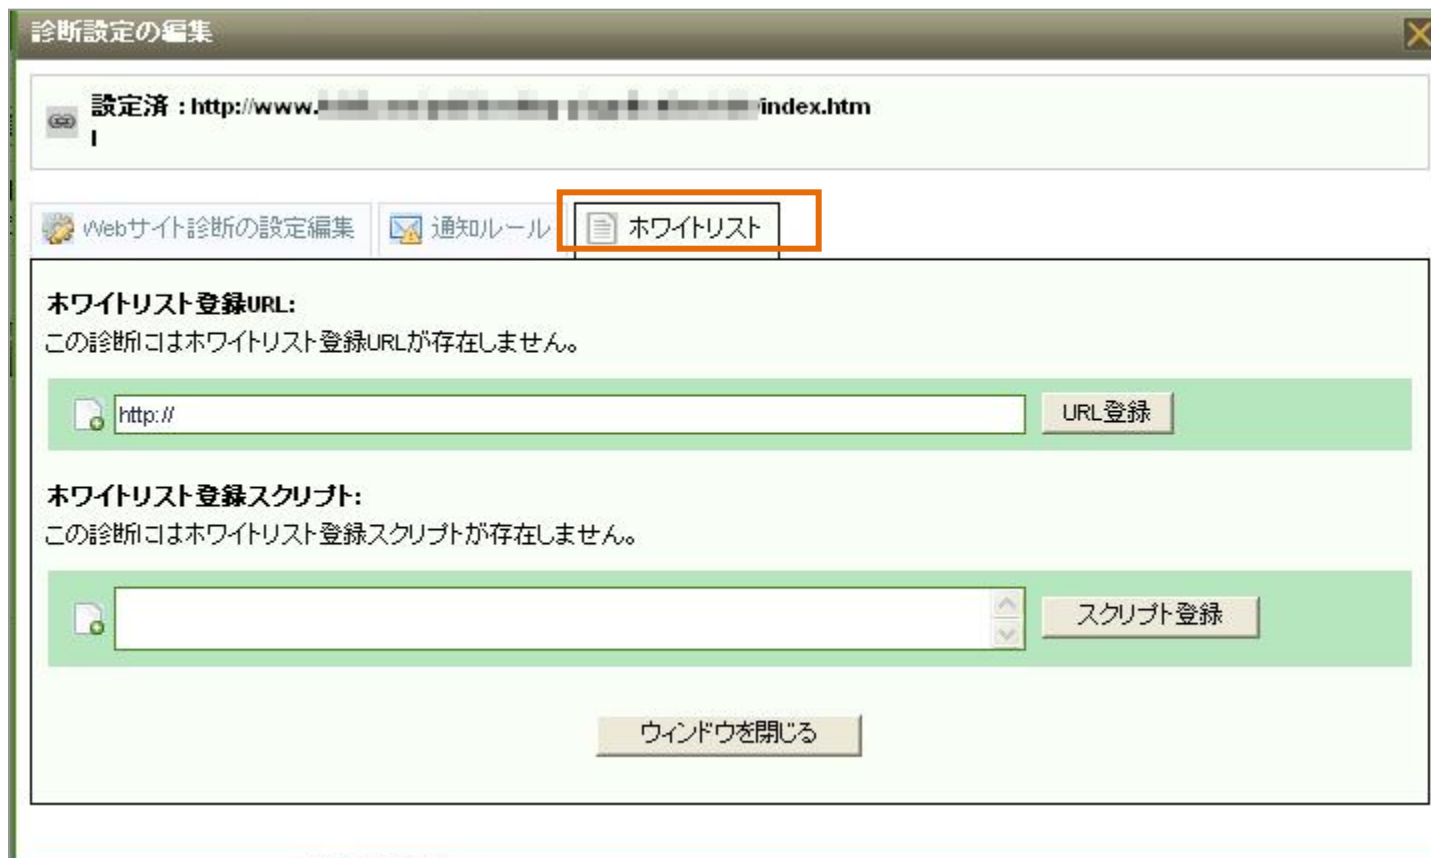 診断設定の編集
設定済 : http://www. /index.htm
l
Webサイト診断の設定編集 通知ルール ホワイトリスト
ホワイトリスト登録URL:
この診断にはホワイトリスト登録URLが存在しません。
http:// URL登録
ホワイトリスト登録スクリプト:
この診断にはホワイトリスト登録スクリプトが存在しません。
スクリプト登録
ウィンドウを閉じる